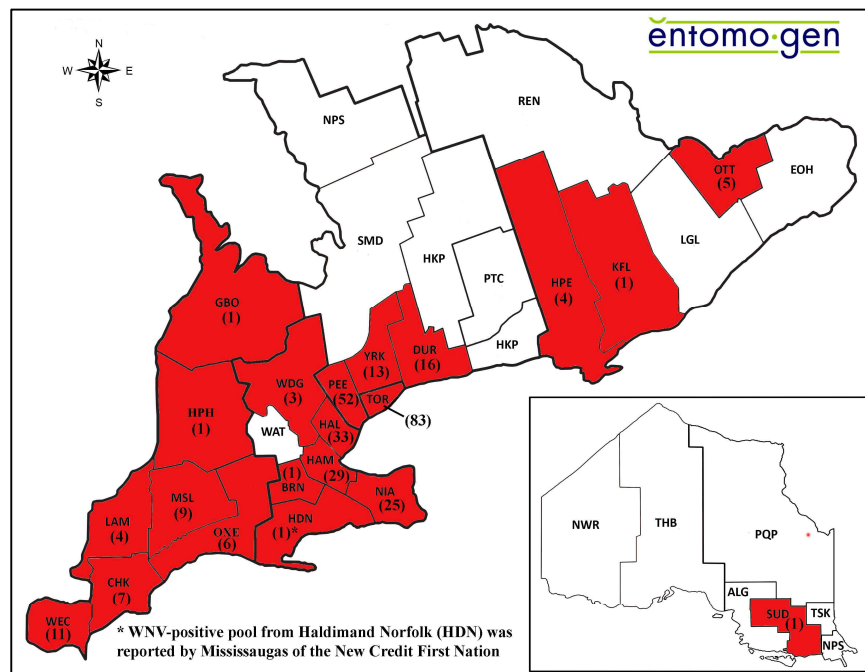 ĕntomo·gen
N
W E
S
NPS
REN
OTT
(5)
EOH
SMD
HKP
LGL
PTC
HPE
(4)
KFL
(1)
GBO
(1)
HKP
DUR
(16)
YRK
(13)
WDG
(3)
PEE
(52)
TOR
(83)
HPH
(1)
WAT
HAL
(33)
HAM
(29)
(1)
BRN
NIA
(25)
MSL
(9)
LAM
(4)
OXE
(6)
HDN
(1)*
CHK
(7)
WEC
(11)
* WNV-positive pool from Haldimand Norfolk (HDN) was
reported by Mississaugas of the New Credit First Nation
NWR
THB
PQP
*
ALG
SUD
(1)
TSK
NPS